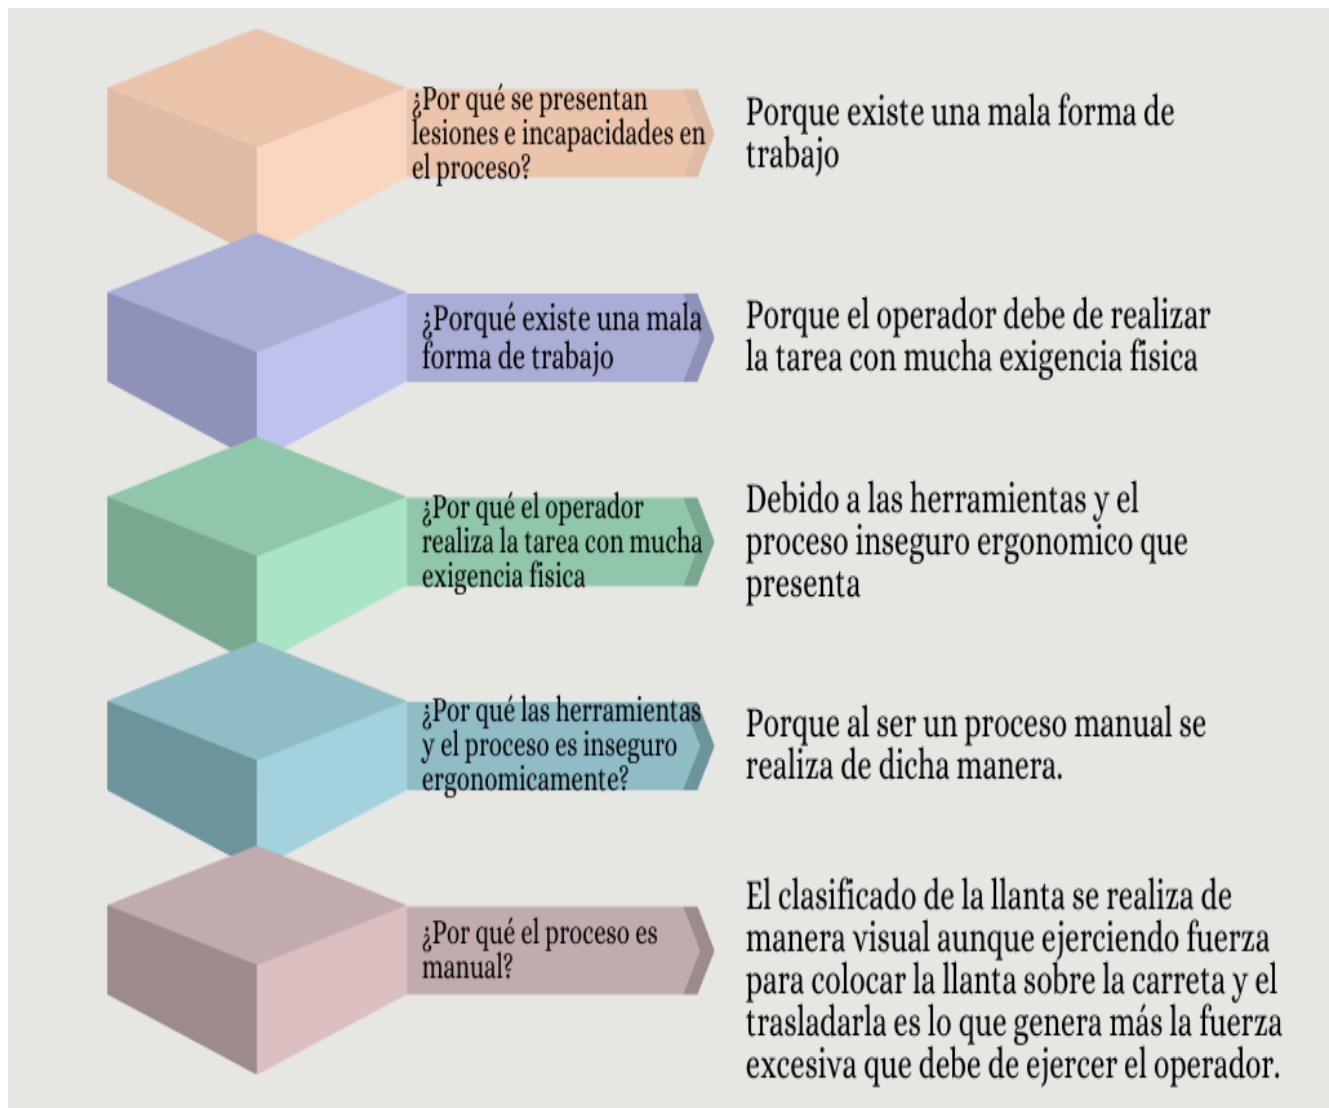 ¿Por qué se presentan
lesiones e incapacidades en
el proceso?
Porque existe una mala forma de
trabajo
¿Porqué existe una mala
forma de trabajo
Porque el operador debe de realizar
la tarea con mucha exigencia fisica
¿Por qué el operador
realiza la tarea con mucha
exigencia fisica
Debido a las herramientas y el
proceso inseguro ergonomico que
presenta
¿Por qué las herramientas
y el proceso es inseguro
ergonomicamente?
Porque al ser un proceso manual se
realiza de dicha manera.
¿Por qué el proceso es
manual?
El clasificado de la llanta se realiza de
manera visual aunque ejerciendo fuerza
para colocar la llanta sobre la carreta y el
trasladarla es lo que genera más la fuerza
excesiva que debe de ejercer el operador.